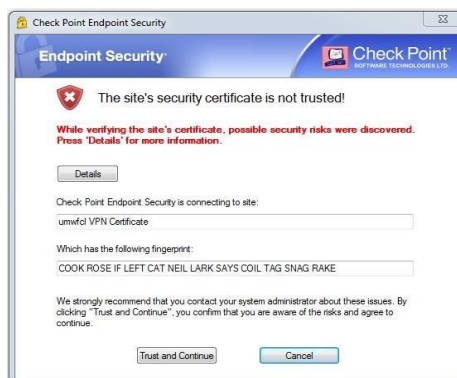 Check Point Endpoint Security
Endpoint Security
Check Point
SOFTWARE TECHNOLOGIES LTD.
The site's security certificate is not trusted!
While verifying the site's certificate, possible security risks were discovered.
Press 'Details' for more information.
Details
Check Point Endpoint Security is connecting to site:
umwfcl VPN Certificate
Which has the following fingerprint:
COOK ROSE IF LEFT CAT NEIL LARK SAYS COIL TAG SNAG RAKE
We strongly recommend that you contact your system administrator about these issues. By
clicking "Trust and Continue", you confirm that you are aware of the risks and agree to
continue.
Trust and Continue
Cancel